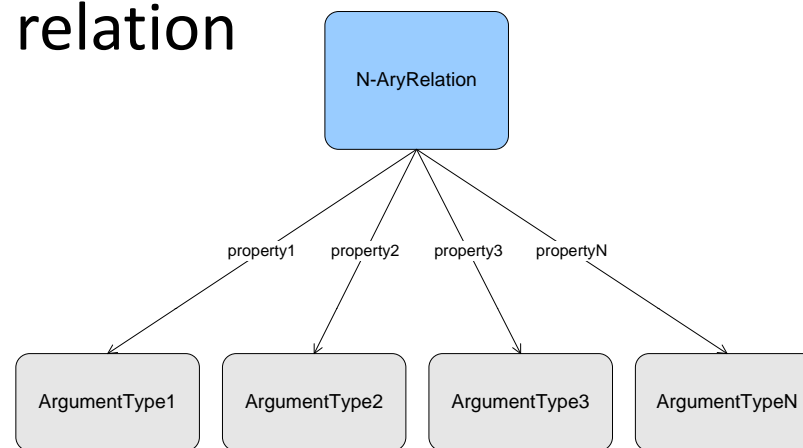 relation
N-AryRelation
property1 property2 property3 propertyN
ArgumentType1 ArgumentType2 ArgumentType3 ArgumentTypeN